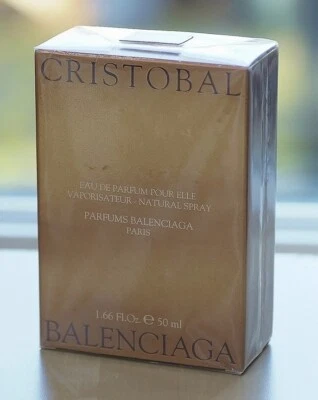 CRISTOBAL
EAU DE PARFUM POUR ELLE
VAPORISATEUR - NATURAL SPRAY
PARFUMS BALENCIAGA
PARIS
1.66 FL.Oz. ℮ 50 ml
BALENCIAGA